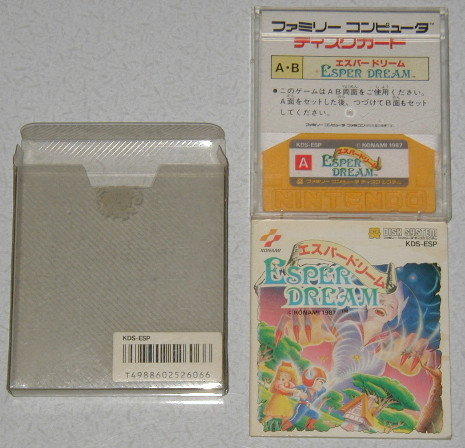 ファミリー コンピュータ™
ディスクカード
A・B
エスパードリーム
ESPER DREAM
●このゲームはAB両面をご使用ください。
A面をセットした後、つづけてB面もセット
してください。
©KONAMI 1987
KDS-ESP
© KONAMI 1987
A
エスパードリーム
ESPER DREAM
NINTENDO
KONAMI
DISK SYSTEM
KDS-ESP
エスパードリーム
ESPER
DREAM
©KONAMI 1987
KDS-ESP
T4988602526066